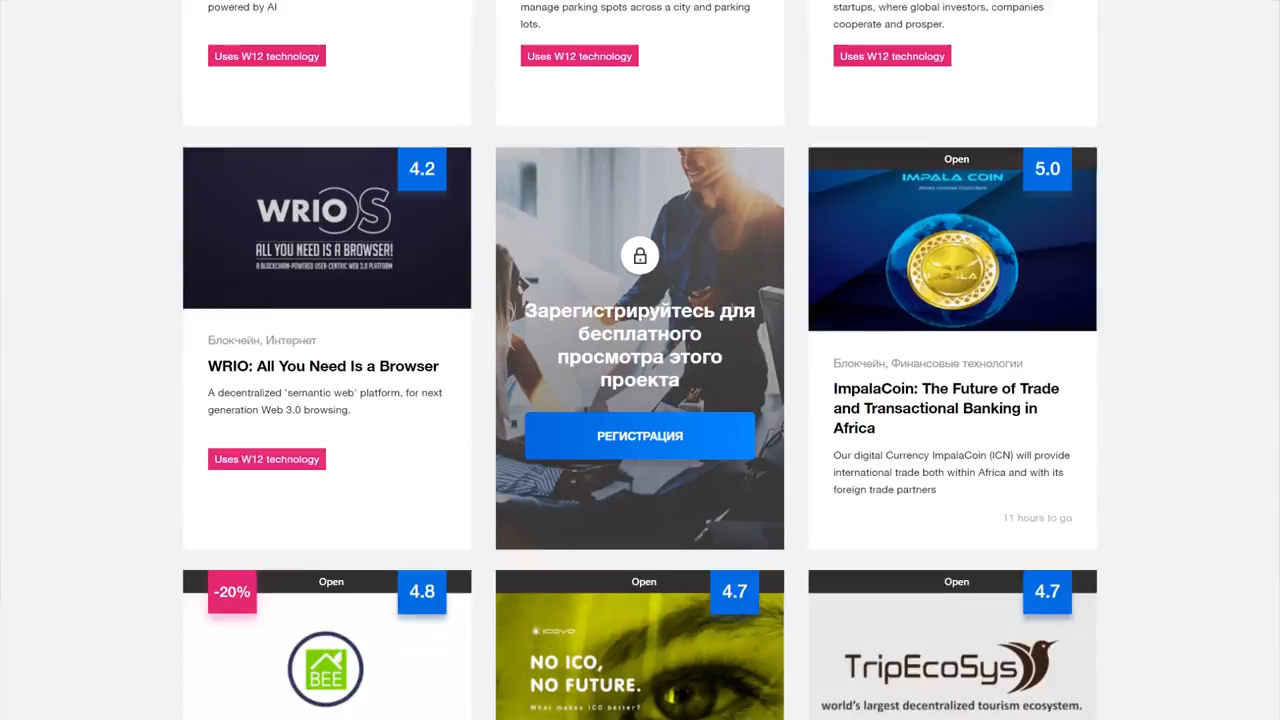 powered by AI
manage parking spots across a city and parking
lots.
startups, where global investors, companies
cooperate and prosper.
Uses W12 technology
Uses W12 technology
Uses W12 technology
4.2
WRIOS
ALL YOU NEED IS A BROWSER!
A BLOCKCHAIN-POWERED USER-CENTRIC WEB 3.0 PLATFORM
Блокчейн, Интернет
WRIO: All You Need Is a Browser
A decentralized 'semantic web' platform, for next
generation Web 3.0 browsing.
Uses W12 technology
Зарегистрируйтесь для
бесплатного
просмотра этого
проекта
РЕГИСТРАЦИЯ
Open
5.0
IMPALA COIN
Блокчейн, Финансовые технологии
ImpalaCoin: The Future of Trade
and Transactional Banking in
Africa
Our digital Currency ImpalaCoin (ICN) will provide
international trade both within Africa and with its
foreign trade partners
11 hours to go
-20%
Open
4.8
BEE
Open
4.7
ICOVO
NO ICO,
NO FUTURE.
What makes ICO better?
Open
4.7
TripEcoSys
world's largest decentralized tourism ecosystem.